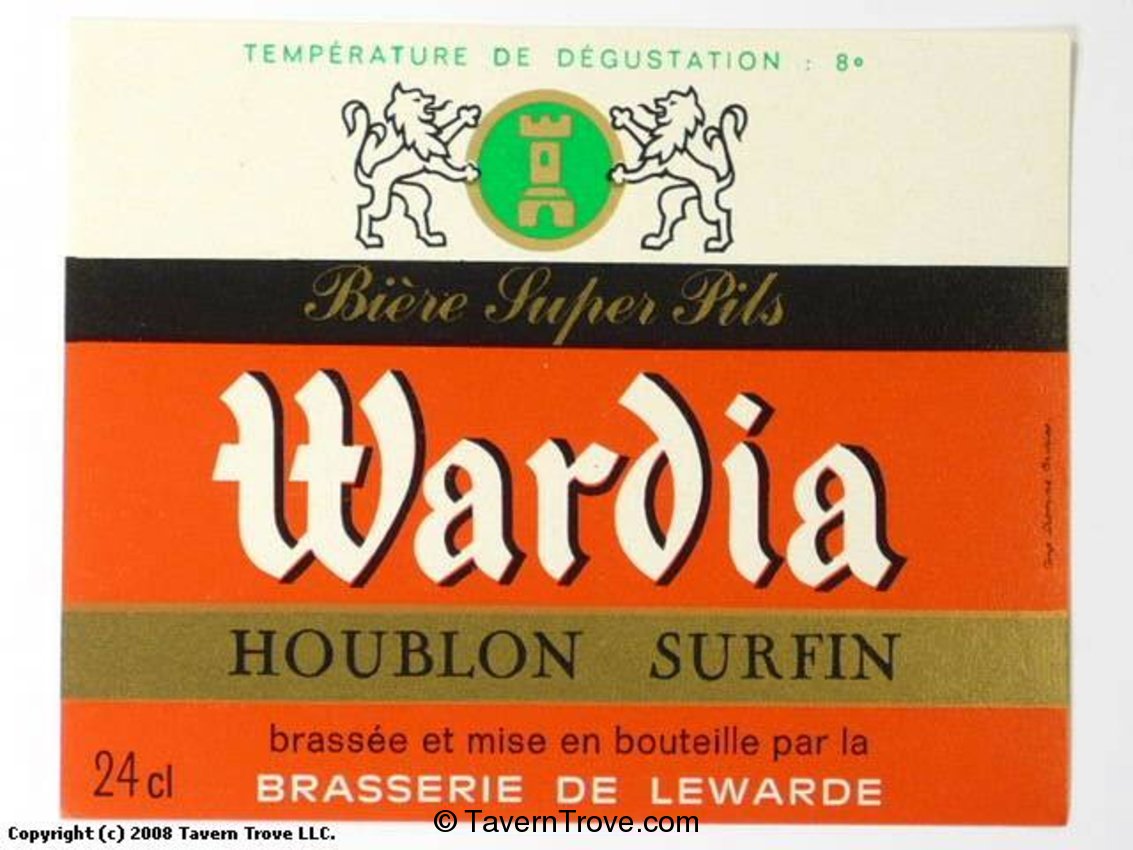 TEMPÉRATURE DE DÉGUSTATION : 8°
Bière Super Pils
Wardia
HOUBLON SURFIN
brassée et mise en bouteille par la
24 cl
BRASSERIE DE LEWARDE
© TavernTrove.com
Copyright (c) 2008 Tavern Trove LLC.